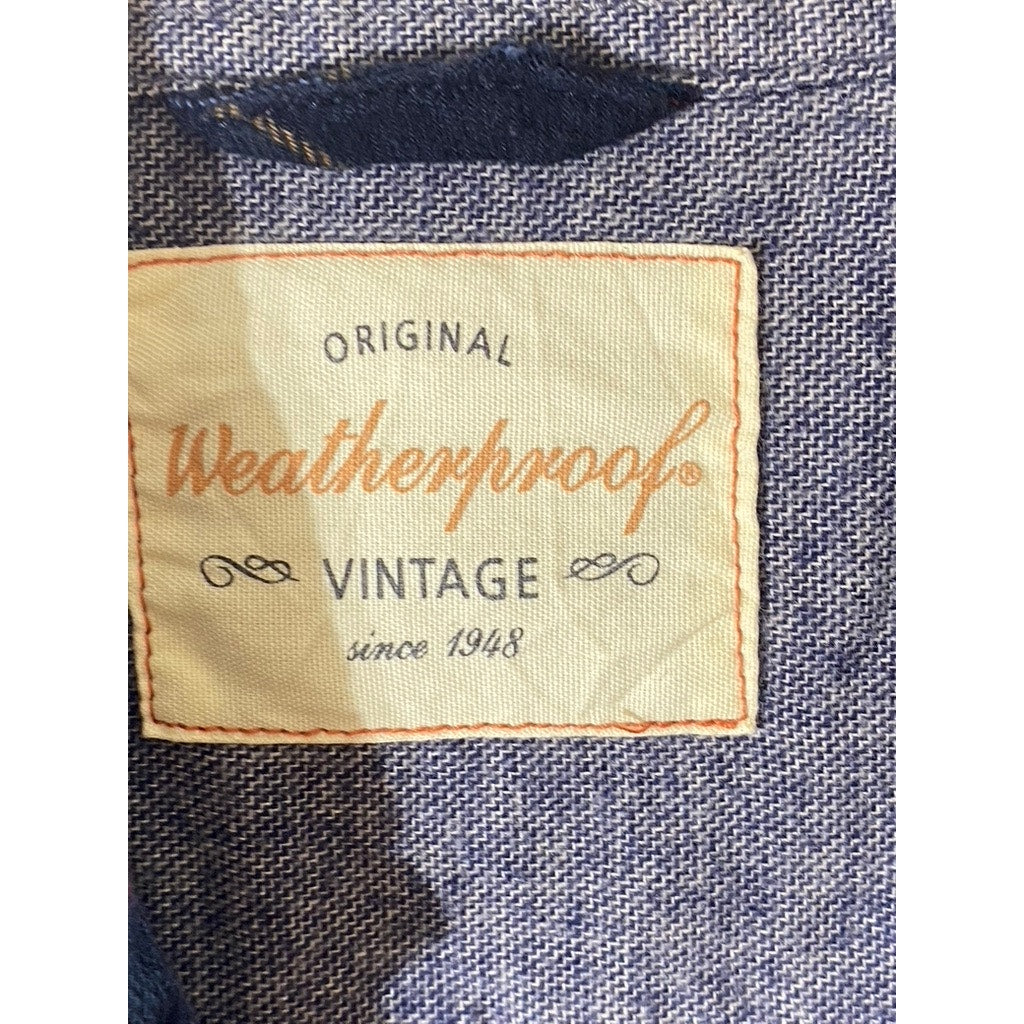 ORIGINAL
Weatherproof®
VINTAGE
since 1948